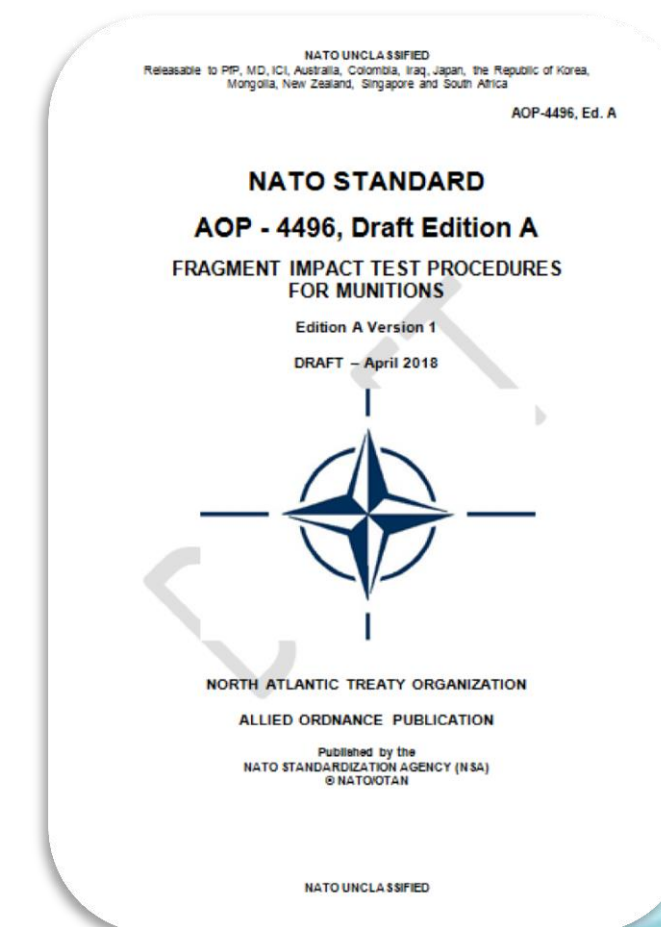 NATO UNCLASSIFIED
Releasable to PfP, MD, ICI, Australia, Colombia, Iraq, Japan, the Republic of Korea,
Mongolia, New Zealand, Singapore and South Africa
AOP-4496, Ed. A
NATO STANDARD
AOP - 4496, Draft Edition A
FRAGMENT IMPACT TEST PROCEDURES
FOR MUNITIONS
Edition A Version 1
DRAFT – April 2018
NORTH ATLANTIC TREATY ORGANIZATION
ALLIED ORDNANCE PUBLICATION
Published by the
NATO STANDARDIZATION AGENCY (NSA)
© NATO/OTAN
NATO UNCLASSIFIED